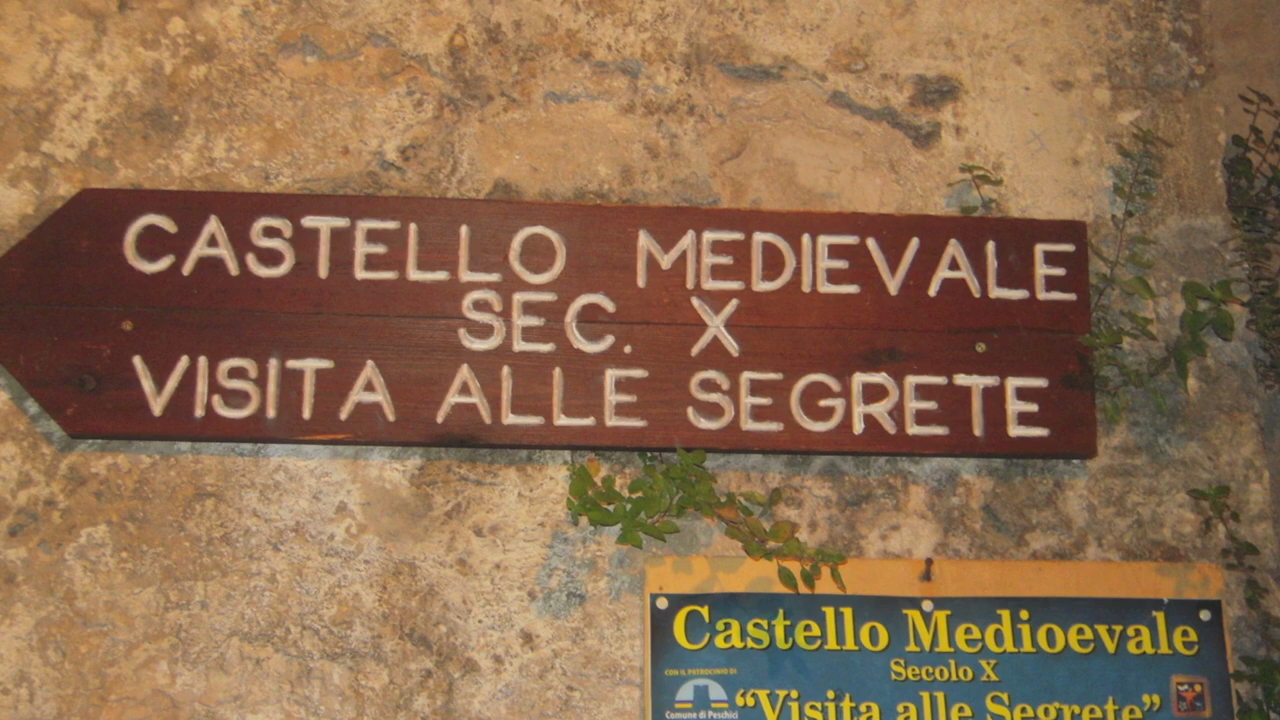 CASTELLO MEDIEVALE
SEC. X
VISITA ALLE SEGRETE
Castello Medioevale
Secolo X
CON IL PATROCINIO DI
"Visita alle Segrete"
Comune di Peschici